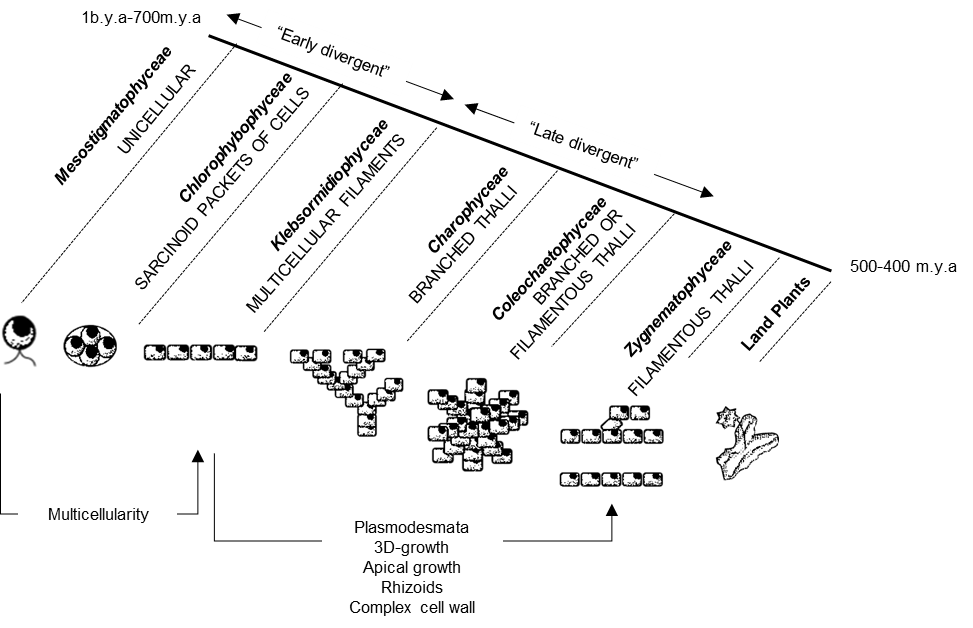 1b.y.a-700m.y.a
“Early divergent”
“Late divergent”
500-400 m.y.a
Mesostigmatophyceae
UNICELLULAR
Chlorophybophyceae
SARCINOID PACKETS OF CELLS
Klebsormidiophyceae
MULTICELLULAR FILAMENTS
Charophyceae
BRANCHED THALLI
Coleochaetophyceae
BRANCHED OR
FILAMENTOUS THALLI
Zygnematophyceae
FILAMENTOUS THALLI
Land Plants
Multicellularity
Plasmodesmata
3D-growth
Apical growth
Rhizoids
Complex cell wall